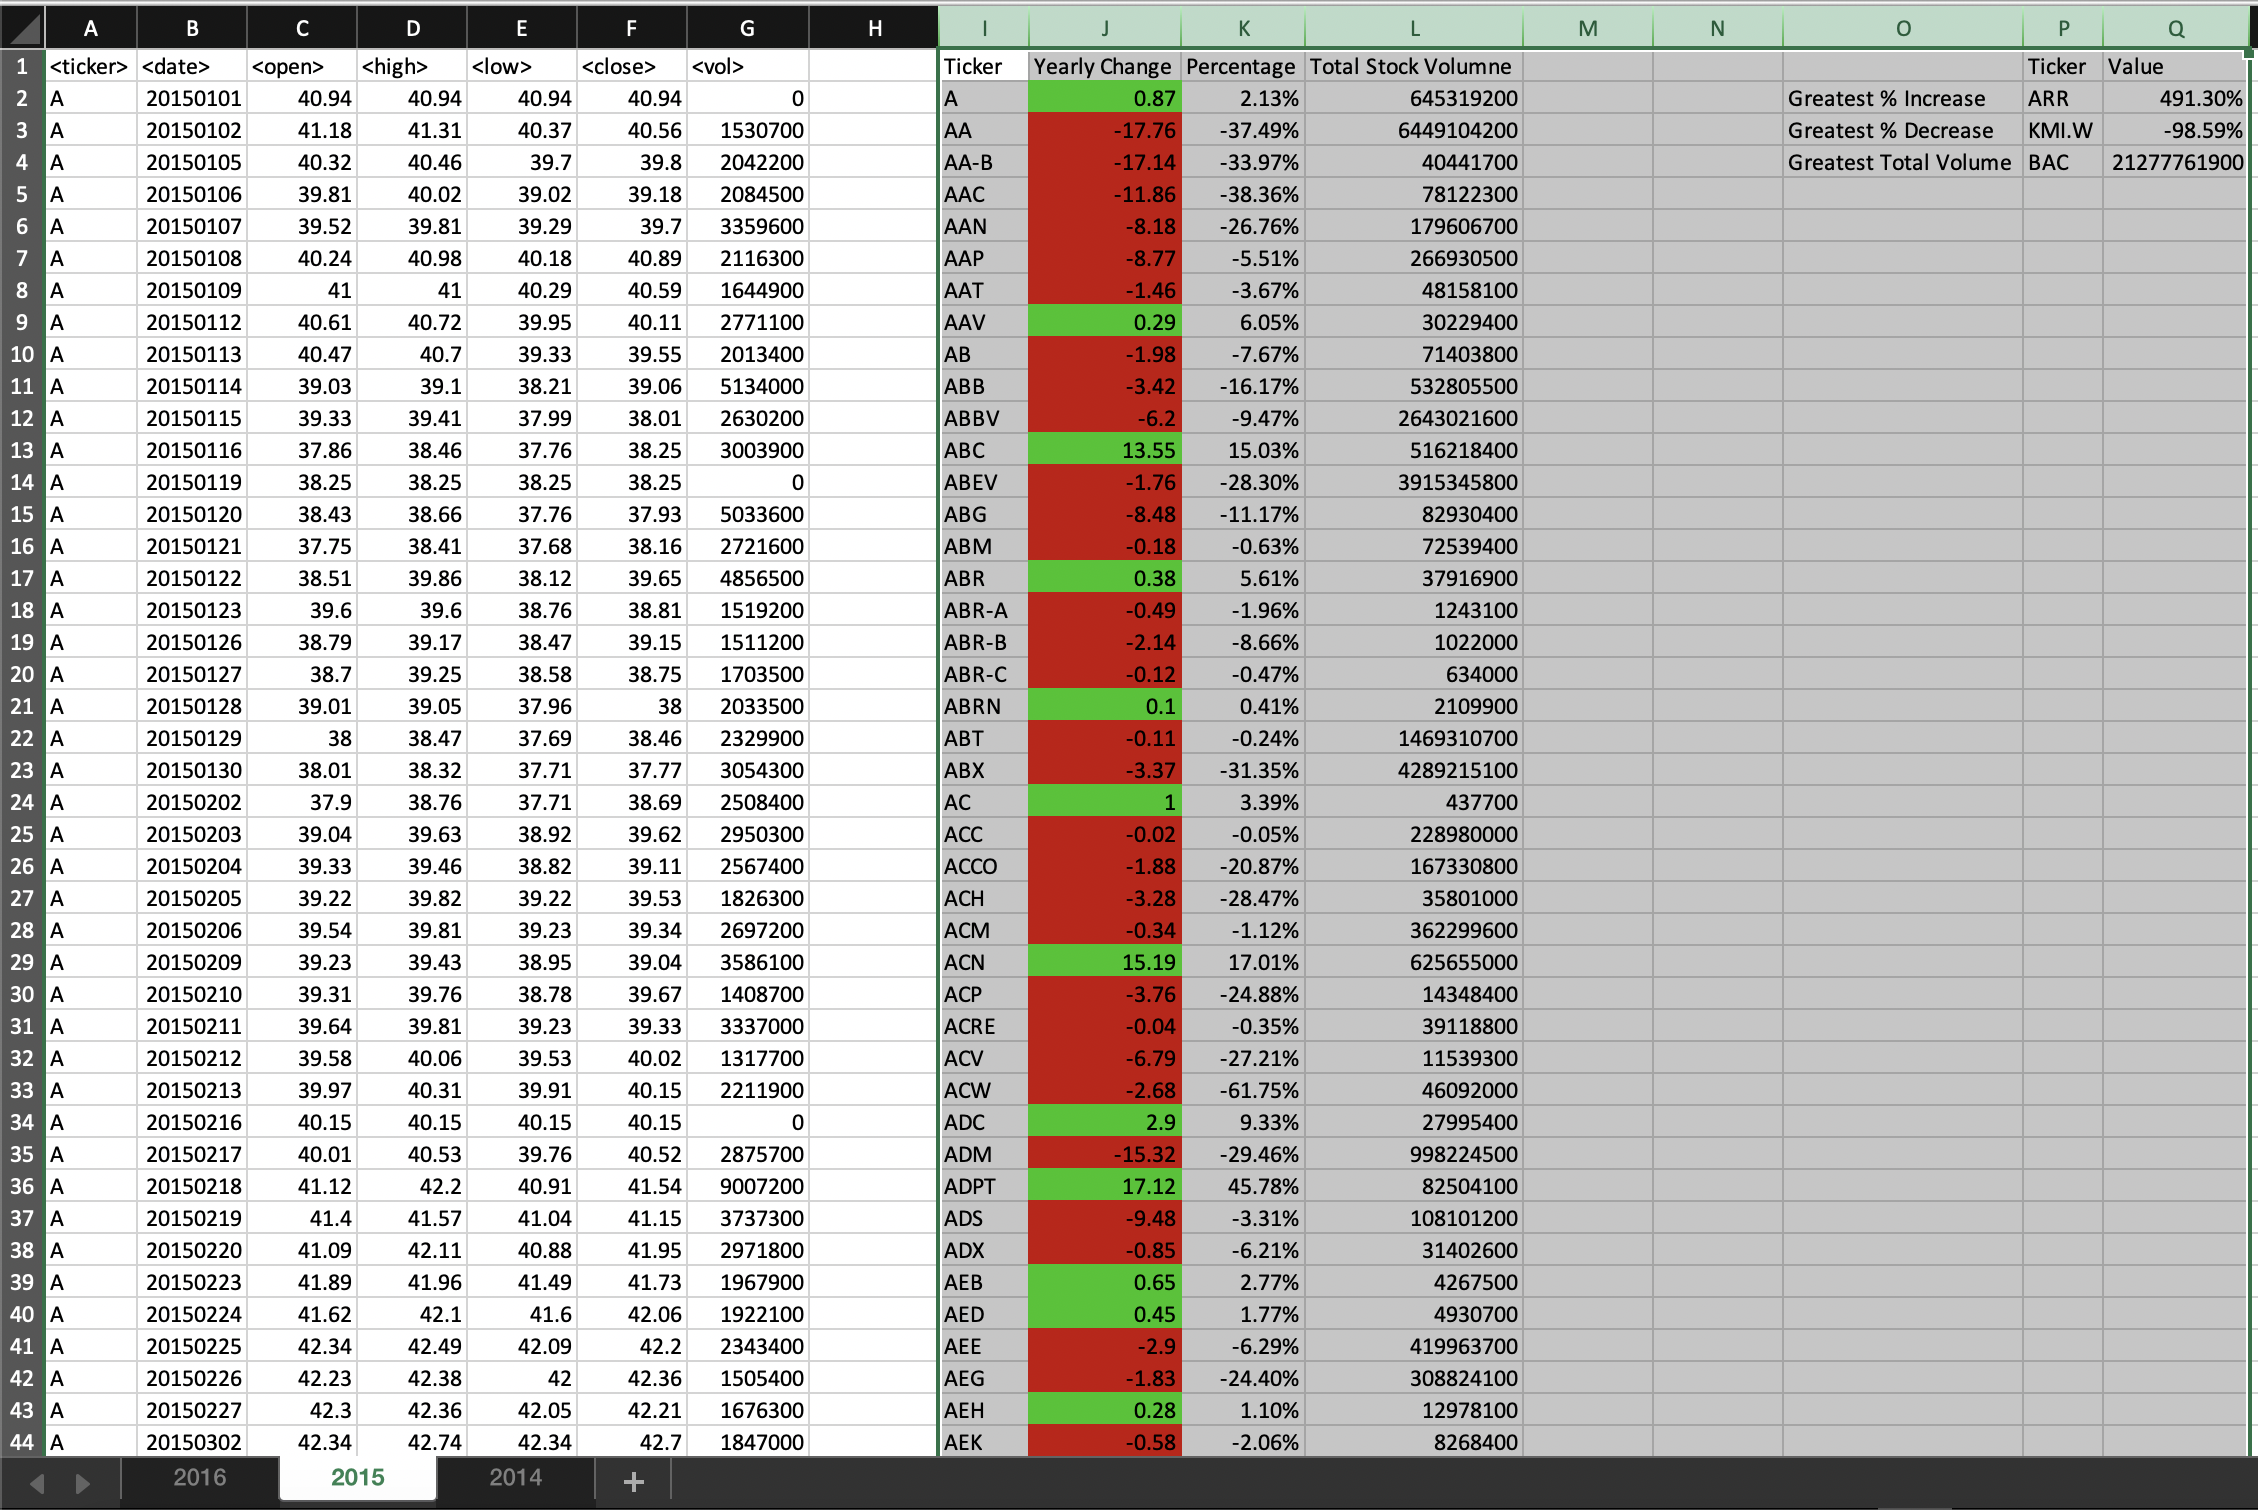 A B C D E F G H I J K L M N O P Q
1 <ticker> <date> <open> <high> <low> <close> <vol> Ticker Yearly Change Percentage Total Stock Volumne Ticker Value
2 A 20150101 40.94 40.94 40.94 40.94 0 A 0.87 2.13% 645319200 Greatest % Increase ARR 491.30%
3 A 20150102 41.18 41.31 40.37 40.56 1530700 AA -17.76 -37.49% 6449104200 Greatest % Decrease KMI.W -98.59%
4 A 20150105 40.32 40.46 39.7 39.8 2042200 AA-B -17.14 -33.97% 40441700 Greatest Total Volume BAC 21277761900
5 A 20150106 39.81 40.02 39.02 39.18 2084500 AAC -11.86 -38.36% 78122300
6 A 20150107 39.52 39.81 39.29 39.7 3359600 AAN -8.18 -26.76% 179606700
7 A 20150108 40.24 40.98 40.18 40.89 2116300 AAP -8.77 -5.51% 266930500
8 A 20150109 41 41 40.29 40.59 1644900 AAT -1.46 -3.67% 48158100
9 A 20150112 40.61 40.72 39.95 40.11 2771100 AAV 0.29 6.05% 30229400
10 A 20150113 40.47 40.7 39.33 39.55 2013400 AB -1.98 -7.67% 71403800
11 A 20150114 39.03 39.1 38.21 39.06 5134000 ABB -3.42 -16.17% 532805500
12 A 20150115 39.33 39.41 37.99 38.01 2630200 ABBV -6.2 -9.47% 2643021600
13 A 20150116 37.86 38.46 37.76 38.25 3003900 ABC 13.55 15.03% 516218400
14 A 20150119 38.25 38.25 38.25 38.25 0 ABEV -1.76 -28.30% 3915345800
15 A 20150120 38.43 38.66 37.76 37.93 5033600 ABG -8.48 -11.17% 82930400
16 A 20150121 37.75 38.41 37.68 38.16 2721600 ABM -0.18 -0.63% 72539400
17 A 20150122 38.51 39.86 38.12 39.65 4856500 ABR 0.38 5.61% 37916900
18 A 20150123 39.6 39.6 38.76 38.81 1519200 ABR-A -0.49 -1.96% 1243100
19 A 20150126 38.79 39.17 38.47 39.15 1511200 ABR-B -2.14 -8.66% 1022000
20 A 20150127 38.7 39.25 38.58 38.75 1703500 ABR-C -0.12 -0.47% 634000
21 A 20150128 39.01 39.05 37.96 38 2033500 ABRN 0.1 0.41% 2109900
22 A 20150129 38 38.47 37.69 38.46 2329900 ABT -0.11 -0.24% 1469310700
23 A 20150130 38.01 38.32 37.71 37.77 3054300 ABX -3.37 -31.35% 4289215100
24 A 20150202 37.9 38.76 37.71 38.69 2508400 AC 1 3.39% 437700
25 A 20150203 39.04 39.63 38.92 39.62 2950300 ACC -0.02 -0.05% 228980000
26 A 20150204 39.33 39.46 38.82 39.11 2567400 ACCO -1.88 -20.87% 167330800
27 A 20150205 39.22 39.82 39.22 39.53 1826300 ACH -3.28 -28.47% 35801000
28 A 20150206 39.54 39.81 39.23 39.34 2697200 ACM -0.34 -1.12% 362299600
29 A 20150209 39.23 39.43 38.95 39.04 3586100 ACN 15.19 17.01% 625655000
30 A 20150210 39.31 39.76 38.78 39.67 1408700 ACP -3.76 -24.88% 14348400
31 A 20150211 39.64 39.81 39.23 39.33 3337000 ACRE -0.04 -0.35% 39118800
32 A 20150212 39.58 40.06 39.53 40.02 1317700 ACV -6.79 -27.21% 11539300
33 A 20150213 39.97 40.31 39.91 40.15 2211900 ACW -2.68 -61.75% 46092000
34 A 20150216 40.15 40.15 40.15 40.15 0 ADC 2.9 9.33% 27995400
35 A 20150217 40.01 40.53 39.76 40.52 2875700 ADM -15.32 -29.46% 998224500
36 A 20150218 41.12 42.2 40.91 41.54 9007200 ADPT 17.12 45.78% 82504100
37 A 20150219 41.4 41.57 41.04 41.15 3737300 ADS -9.48 -3.31% 108101200
38 A 20150220 41.09 42.11 40.88 41.95 2971800 ADX -0.85 -6.21% 31402600
39 A 20150223 41.89 41.96 41.49 41.73 1967900 AEB 0.65 2.77% 4267500
40 A 20150224 41.62 42.1 41.6 42.06 1922100 AED 0.45 1.77% 4930700
41 A 20150225 42.34 42.49 42.09 42.2 2343400 AEE -2.9 -6.29% 419963700
42 A 20150226 42.23 42.38 42 42.36 1505400 AEG -1.83 -24.40% 308824100
43 A 20150227 42.3 42.36 42.05 42.21 1676300 AEH 0.28 1.10% 12978100
44 A 20150302 42.34 42.74 42.34 42.7 1847000 AEK -0.58 -2.06% 8268400
2016 2015 2014 +